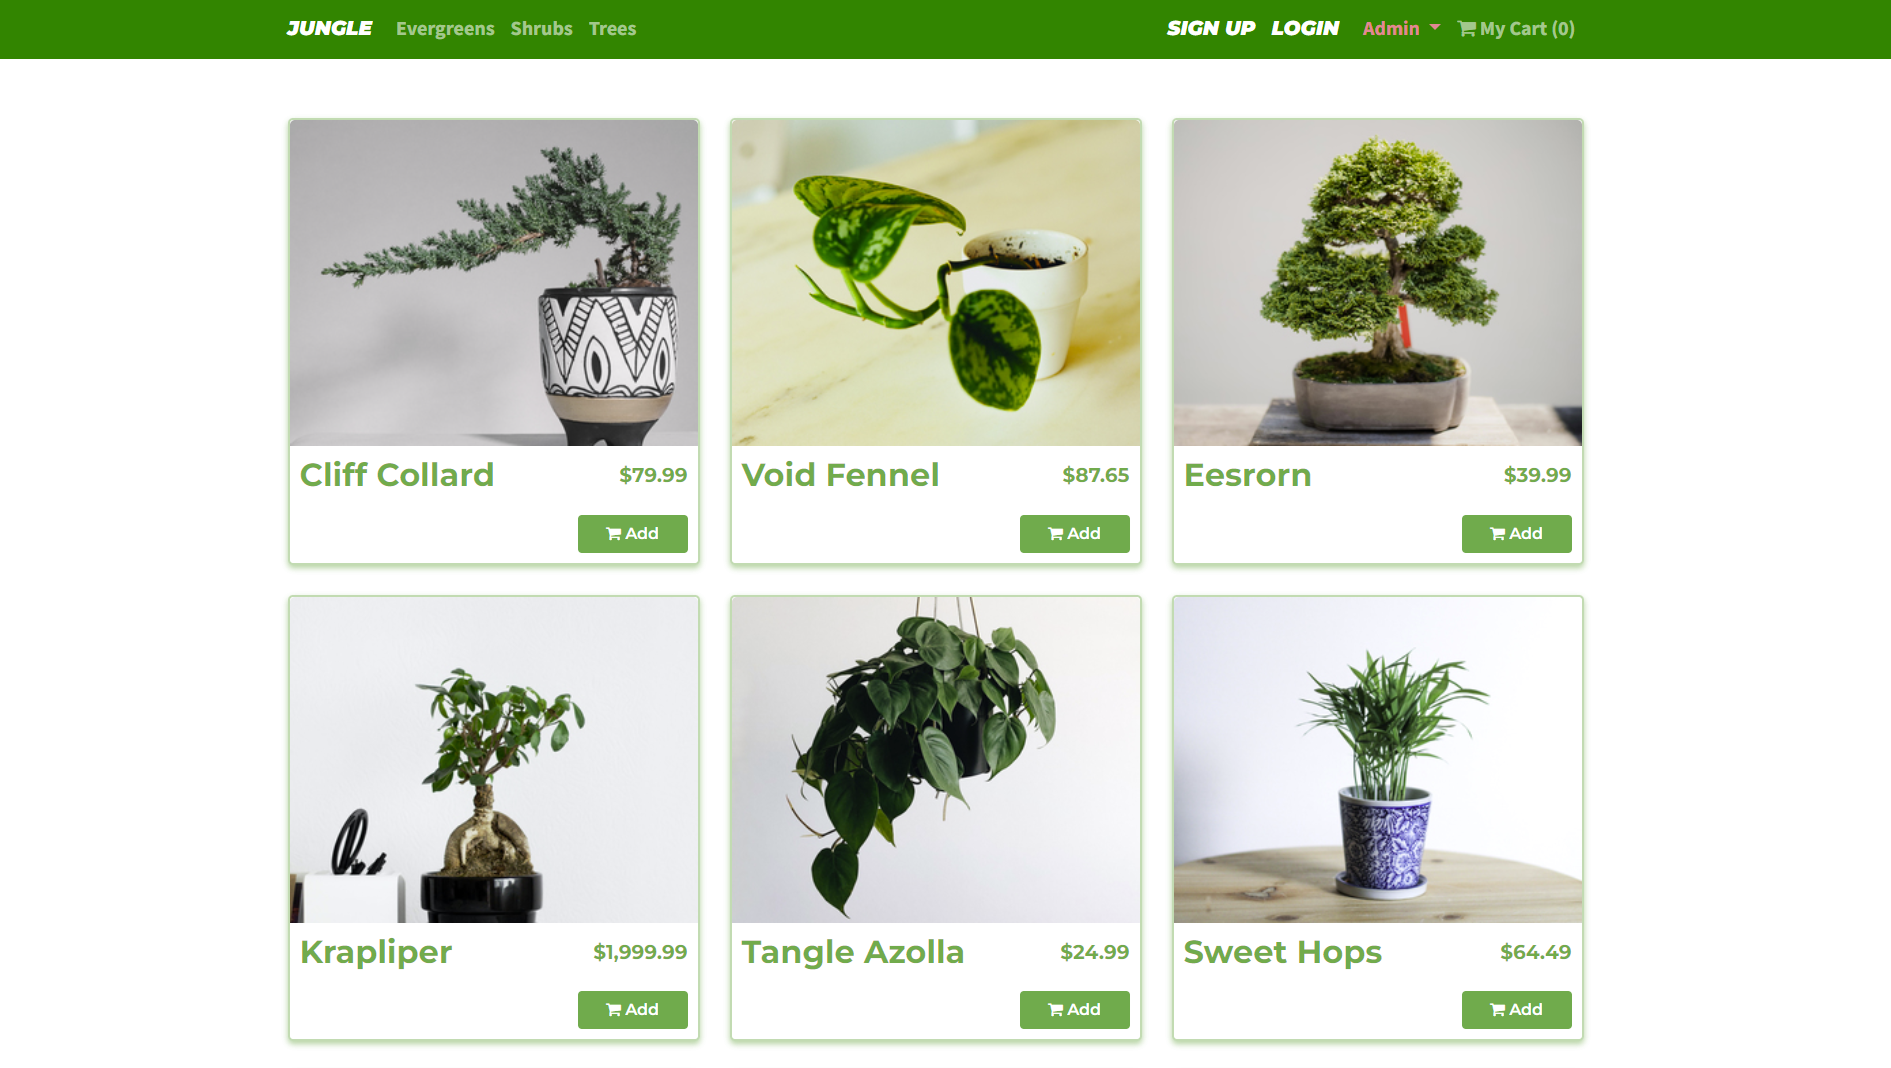 JUNGLE Evergreens Shrubs Trees SIGN UP LOGIN Admin My Cart (0)
Cliff Collard $79.99
Add
Void Fennel $87.65
Add
Eesrorn $39.99
Add
Krapliper $1,999.99
Add
Tangle Azolla $24.99
Add
Sweet Hops $64.49
Add